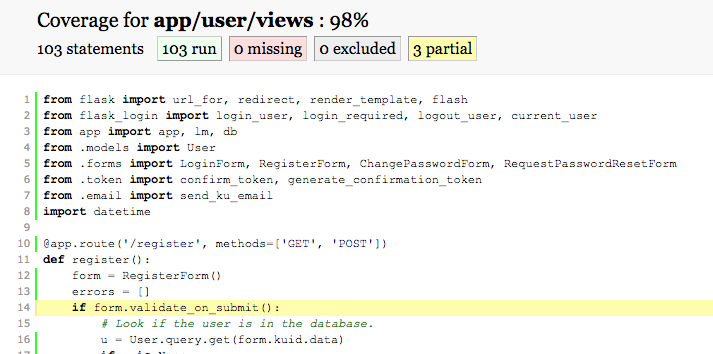 Coverage for app/user/views : 98%
103 statements 103 run 0 missing 0 excluded 3 partial
1 from flask import url_for, redirect, render_template, flash
2 from flask_login import login_user, login_required, logout_user, current_user
3 from app import app, lm, db
4 from .models import User
5 from .forms import LoginForm, RegisterForm, ChangePasswordForm, RequestPasswordResetForm
6 from .token import confirm_token, generate_confirmation_token
7 from .email import send_ku_email
8 import datetime
9
10 @app.route('/register', methods=['GET', 'POST'])
11 def register():
12 form = RegisterForm()
13 errors = []
14 if form.validate_on_submit():
15 # Look if the user is in the database.
16 u = User.query.get(form.kuid.data)
17